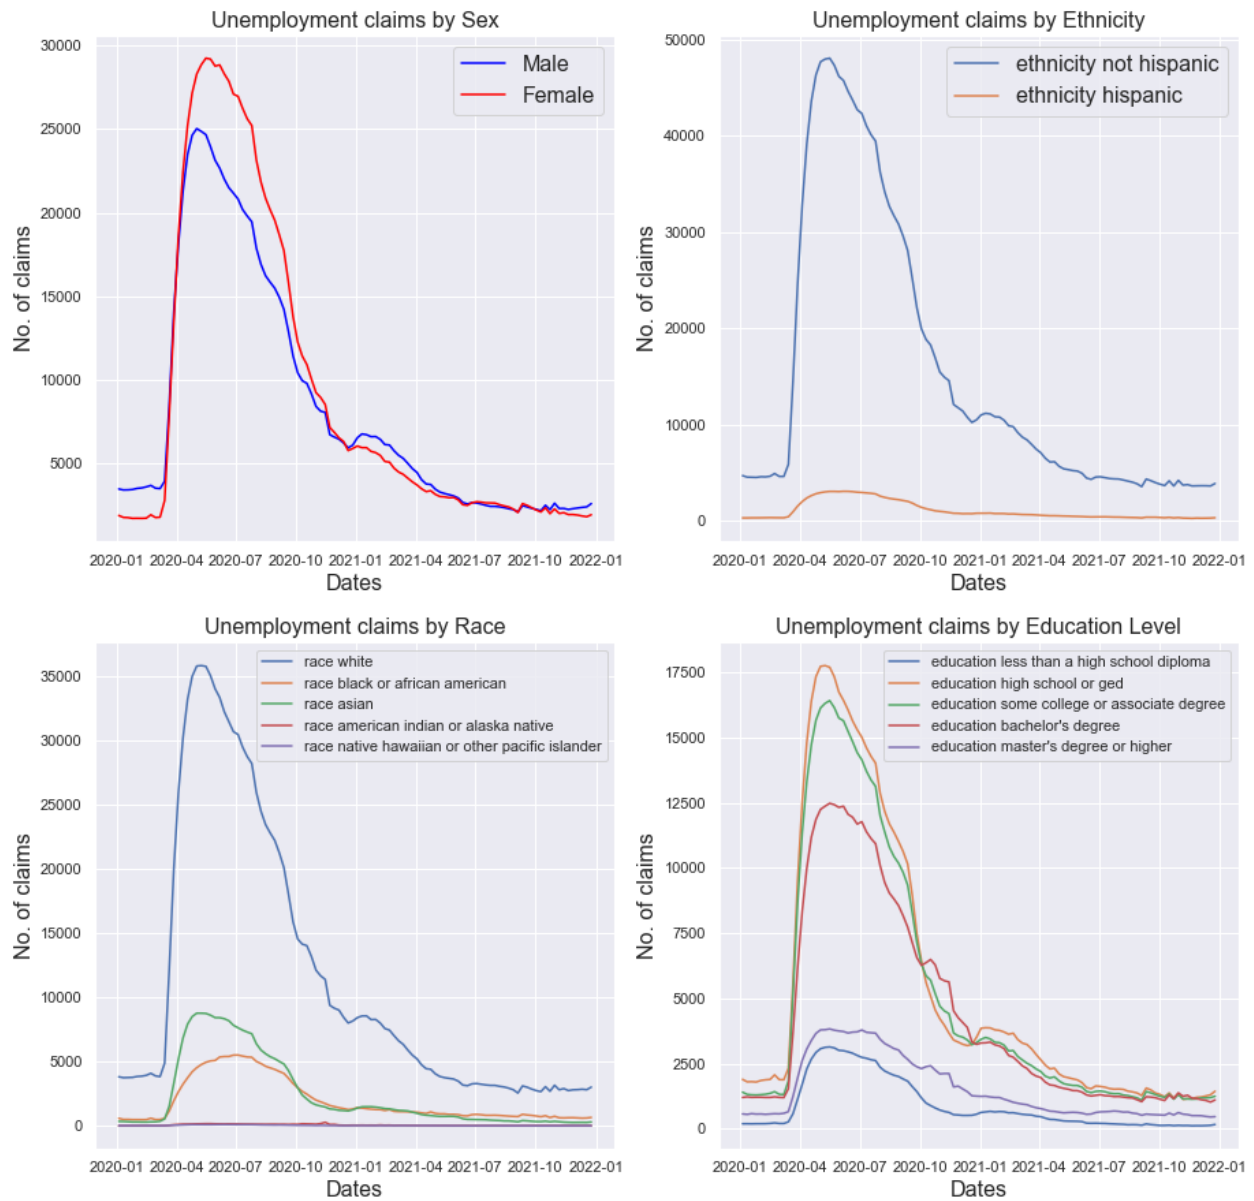 Unemployment claims by Sex
30000
25000
20000
15000
10000
5000
No. of claims
Male
Female
2020-01 2020-04 2020-07 2020-10 2021-01 2021-04 2021-07 2021-10 2022-01
Dates
Unemployment claims by Ethnicity
50000
40000
30000
20000
10000
0
No. of claims
ethnicity not hispanic
ethnicity hispanic
2020-01 2020-04 2020-07 2020-10 2021-01 2021-04 2021-07 2021-10 2022-01
Dates
Unemployment claims by Race
35000
30000
25000
20000
15000
10000
5000
0
No. of claims
race white
race black or african american
race asian
race american indian or alaska native
race native hawaiian or other pacific islander
2020-01 2020-04 2020-07 2020-10 2021-01 2021-04 2021-07 2021-10 2022-01
Dates
Unemployment claims by Education Level
17500
15000
12500
10000
7500
5000
2500
0
No. of claims
education less than a high school diploma
education high school or ged
education some college or associate degree
education bachelor's degree
education master's degree or higher
2020-01 2020-04 2020-07 2020-10 2021-01 2021-04 2021-07 2021-10 2022-01
Dates